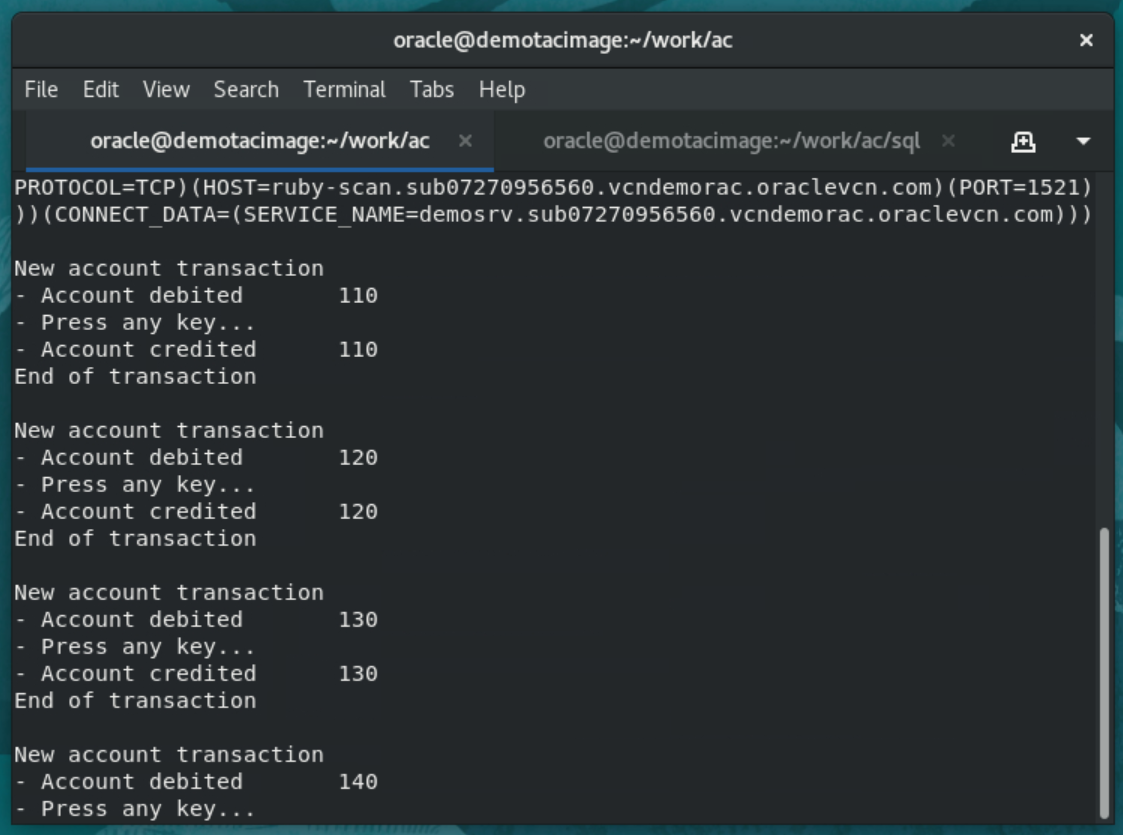 oracle@demotacimage:~/work/ac ×
File Edit View Search Terminal Tabs Help
oracle@demotacimage:~/work/ac × oracle@demotacimage:~/work/ac/sql ×
PROTOCOL=TCP)(HOST=ruby-scan.sub07270956560.vcndemorac.oraclevcn.com)(PORT=1521)
))(CONNECT_DATA=(SERVICE_NAME=demosrv.sub07270956560.vcndemorac.oraclevcn.com)))
New account transaction
- Account debited 110
- Press any key...
- Account credited 110
End of transaction
New account transaction
- Account debited 120
- Press any key...
- Account credited 120
End of transaction
New account transaction
- Account debited 130
- Press any key...
- Account credited 130
End of transaction
New account transaction
- Account debited 140
- Press any key...